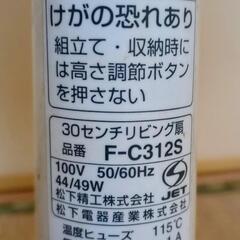 けがの恐れあり
組立て・収納時に
は高さ調節ボタン
を押さない
30センチリビング扇
品番 F-C312S
100V 50/60Hz
44/49W
JET
松下精工株式会社
松下電器産業株式会社
温度ヒューズ 115℃